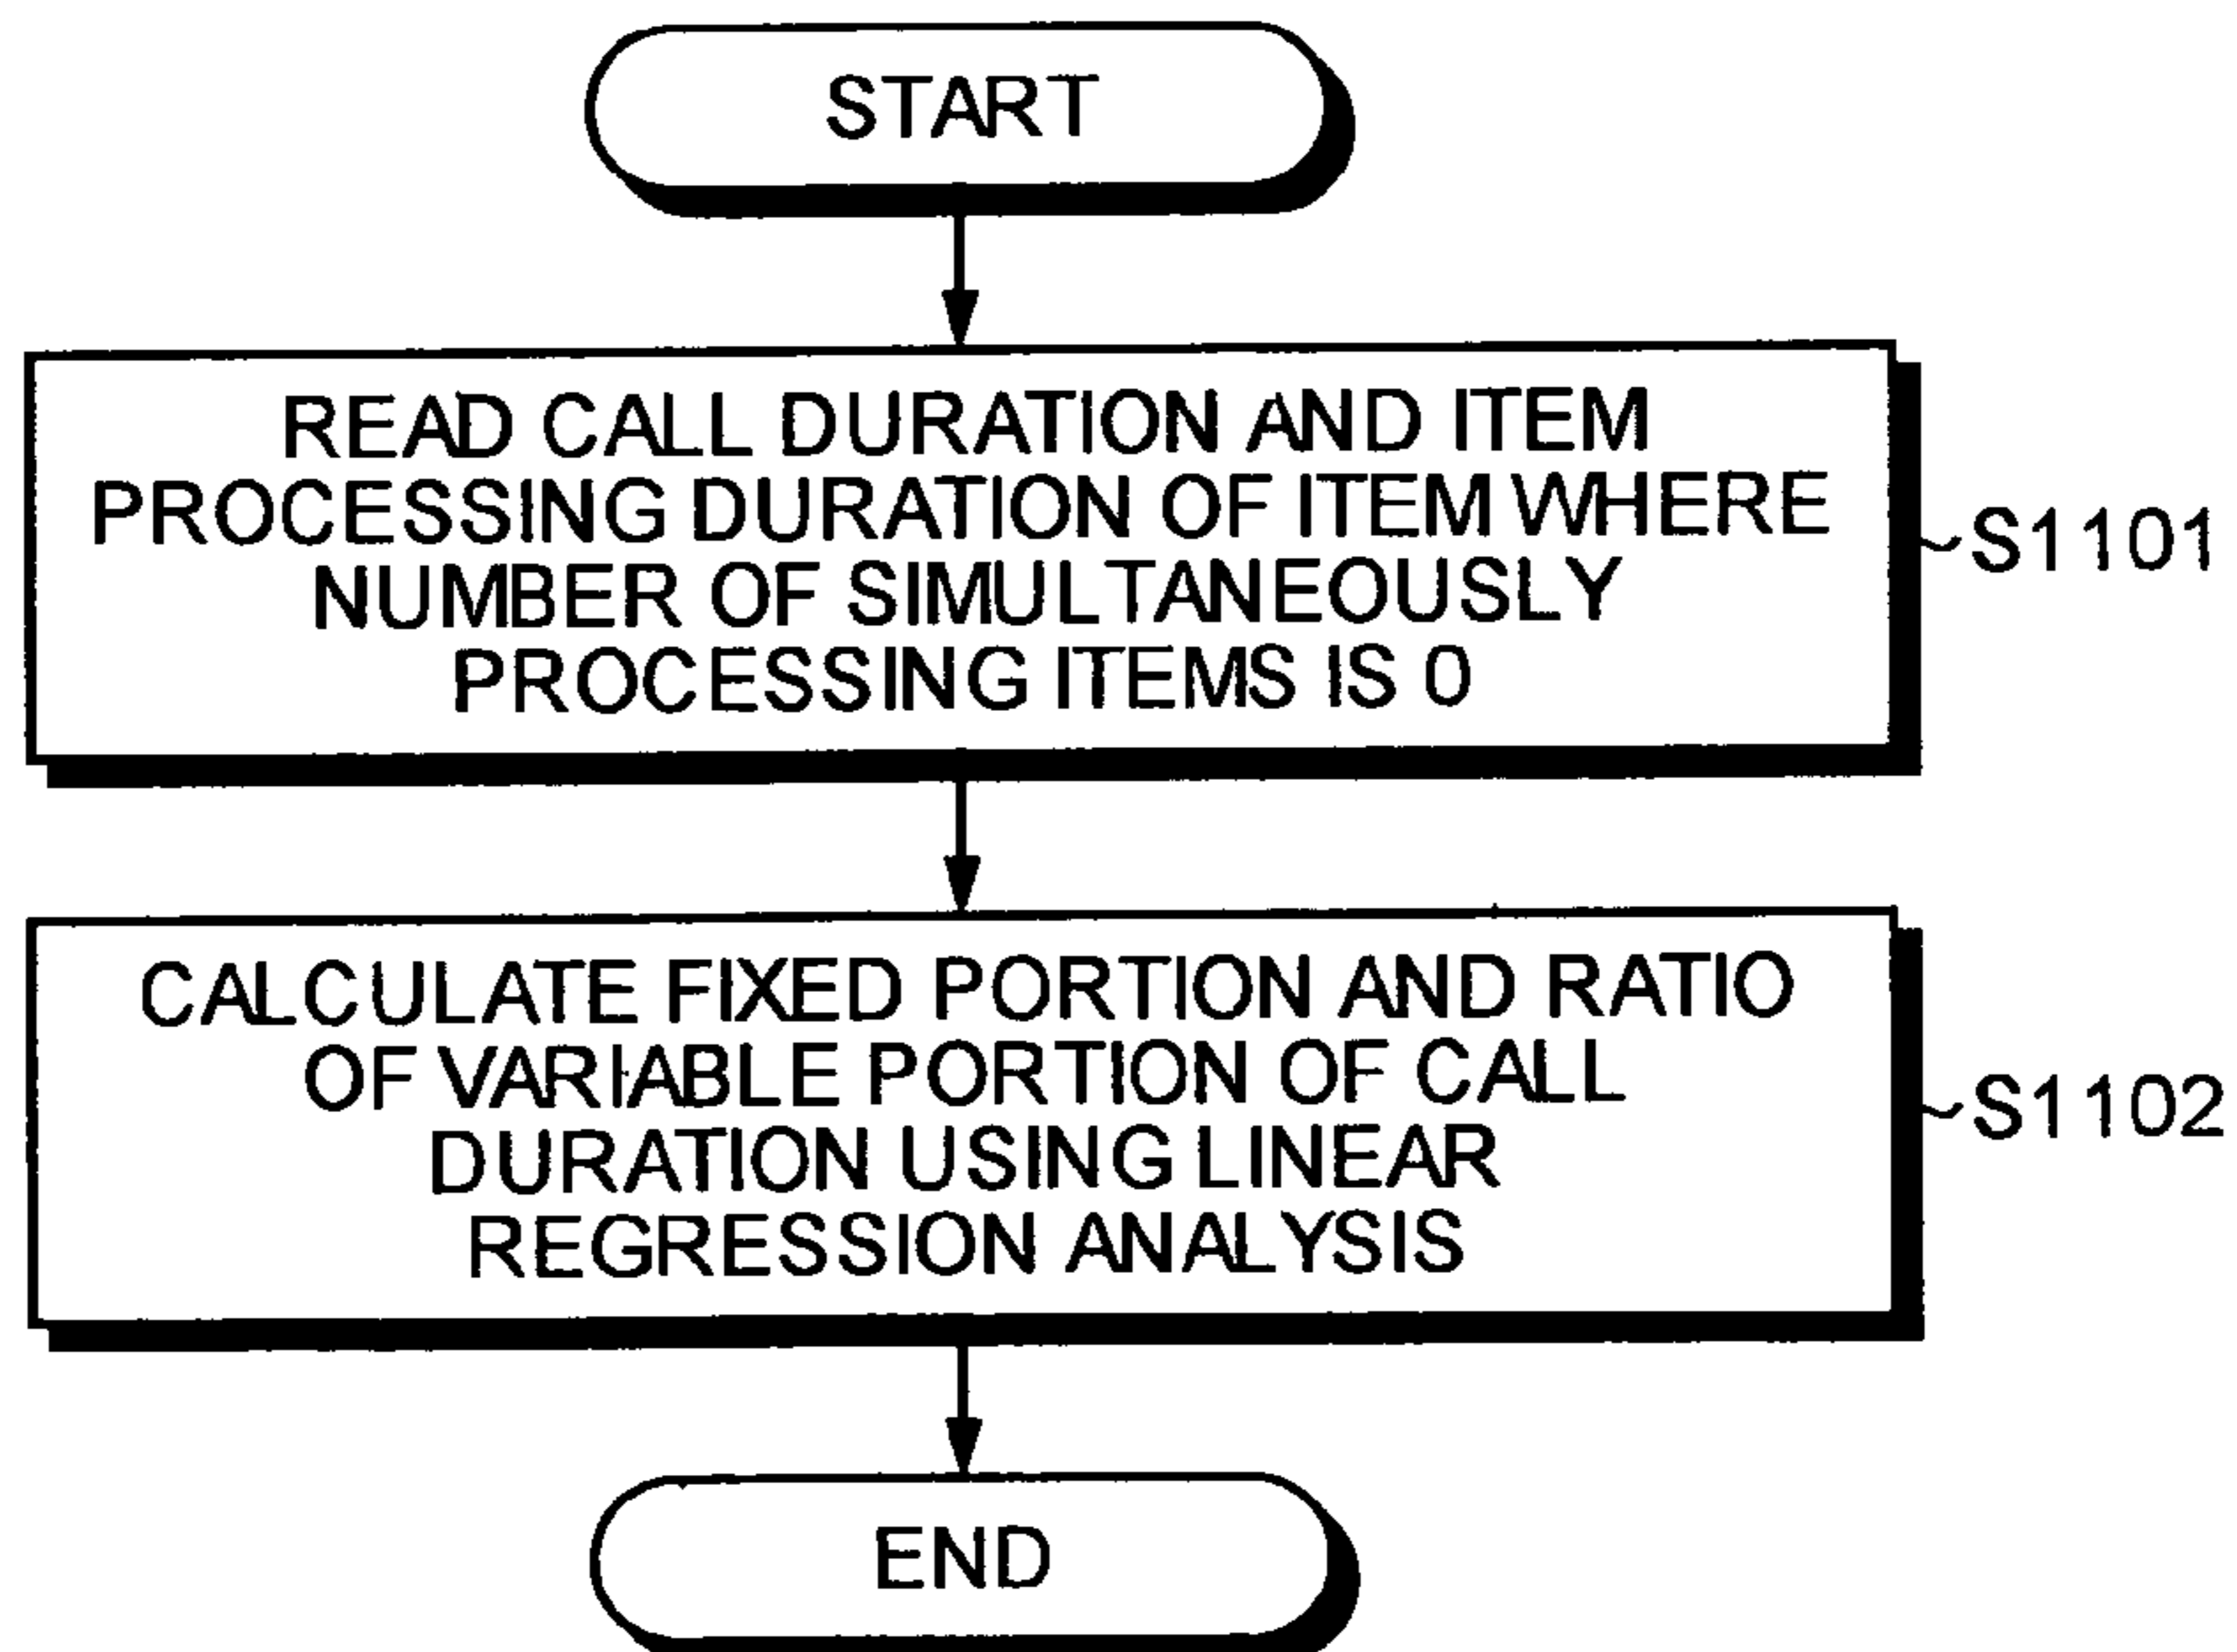 START
READ CALL DURATION AND ITEM
PROCESSING DURATION OF ITEM WHERE
NUMBER OF SIMULTANEOUSLY
PROCESSING ITEMS IS 0
S1101
CALCULATE FIXED PORTION AND RATIO
OF VARIABLE PORTION OF CALL
DURATION USING LINEAR
REGRESSION ANALYSIS
S1102
END